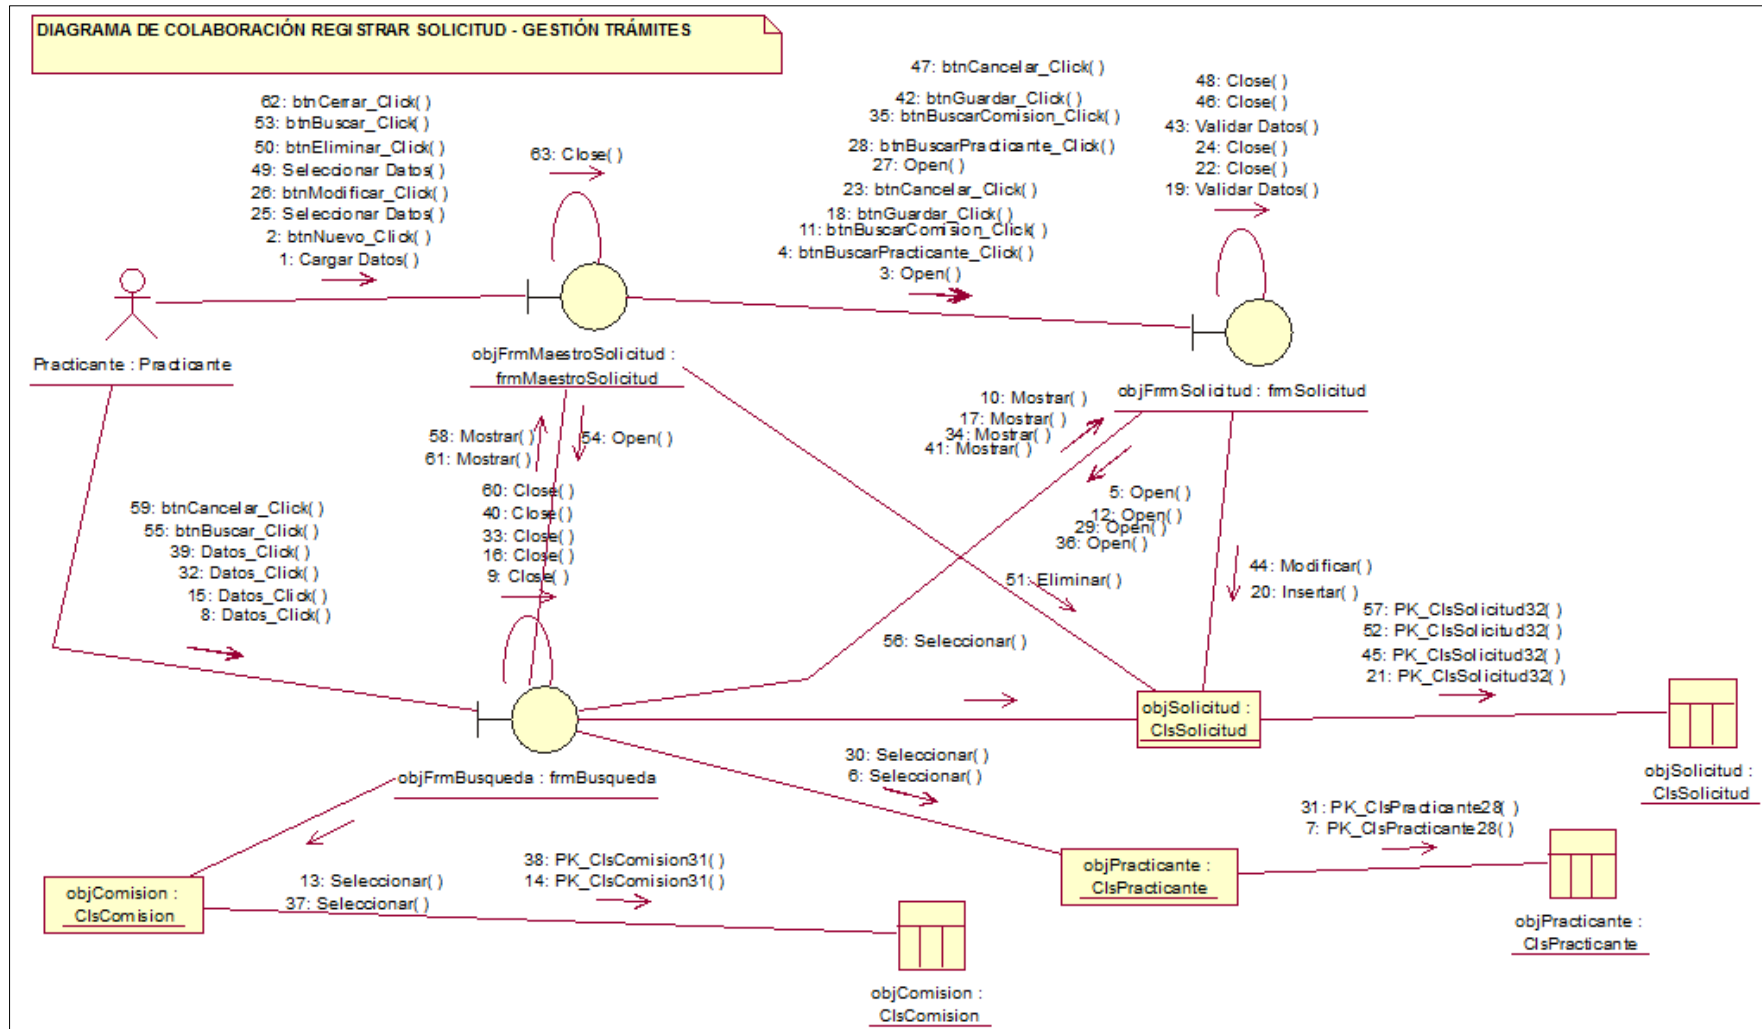 DIAGRAMA DE COLABORACIÓN REGISTRAR SOLICITUD - GESTIÓN TRÁMITES
62: btnCerrar_Click( )
53: btnBuscar_Click( )
50: btnEliminar_Click( )
49: Seleccionar Datos( )
26: btnModificar_Click( )
25: Seleccionar Datos( )
2: btnNuevo_Click( )
1: Cargar Datos( )
63: Close( )
47: btnCancelar_Click( )
42: btnGuardar_Click( )
35: btnBuscarComision_Click( )
28: btnBuscarPracticante_Click( )
27: Open( )
23: btnCancelar_Click( )
18: btnGuardar_Click( )
11: btnBuscarComision_Click( )
4: btnBuscarPracticante_Click( )
3: Open( )
48: Close( )
46: Close( )
43: Validar Datos( )
24: Close( )
22: Close( )
19: Validar Datos( )
Practicante : Practicante
objFrmMaestroSolicitud :
frmMaestroSolicitud
objFrmSolicitud : frmSolicitud
58: Mostrar( )
61: Mostrar( )
54: Open( )
10: Mostrar( )
17: Mostrar( )
34: Mostrar( )
41: Mostrar( )
60: Close( )
40: Close( )
33: Close( )
16: Close( )
9: Close( )
5: Open( )
12: Open( )
29: Open( )
36: Open( )
59: btnCancelar_Click( )
55: btnBuscar_Click( )
39: Datos_Click( )
32: Datos_Click( )
15: Datos_Click( )
8: Datos_Click( )
51: Eliminar( )
44: Modificar( )
20: Insertar( )
56: Seleccionar( )
57: PK_ClsSolicitud32( )
52: PK_ClsSolicitud32( )
45: PK_ClsSolicitud32( )
21: PK_ClsSolicitud32( )
objSolicitud :
ClsSolicitud
objSolicitud :
ClsSolicitud
objFrmBusqueda : frmBusqueda
30: Seleccionar( )
6: Seleccionar( )
31: PK_ClsPracticante28( )
7: PK_ClsPracticante28( )
objPracticante :
ClsPracticante
objPracticante :
ClsPracticante
objComision :
ClsComision
13: Seleccionar( )
37: Seleccionar( )
38: PK_ClsComision31( )
14: PK_ClsComision31( )
objComision :
ClsComision